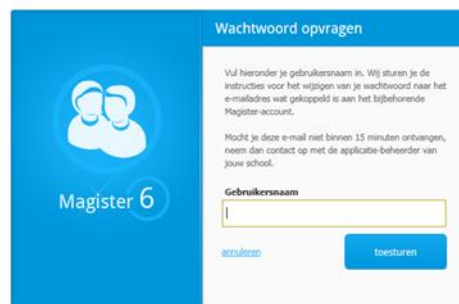 Wachtwoord opvragen
Vul hieronder je gebruikersnaam in. Wij sturen je de
instructies voor het wijzigen van je wachtwoord naar het
e-mailadres wat gekoppeld is aan het bijbehorende
Magister-account.
Mocht je deze e-mail niet binnen 15 minuten ontvangen,
neem dan contact op met de applicatie-beheerder van
jouw school.
Magister 6
Gebruikersnaam
annuleren
toesturen